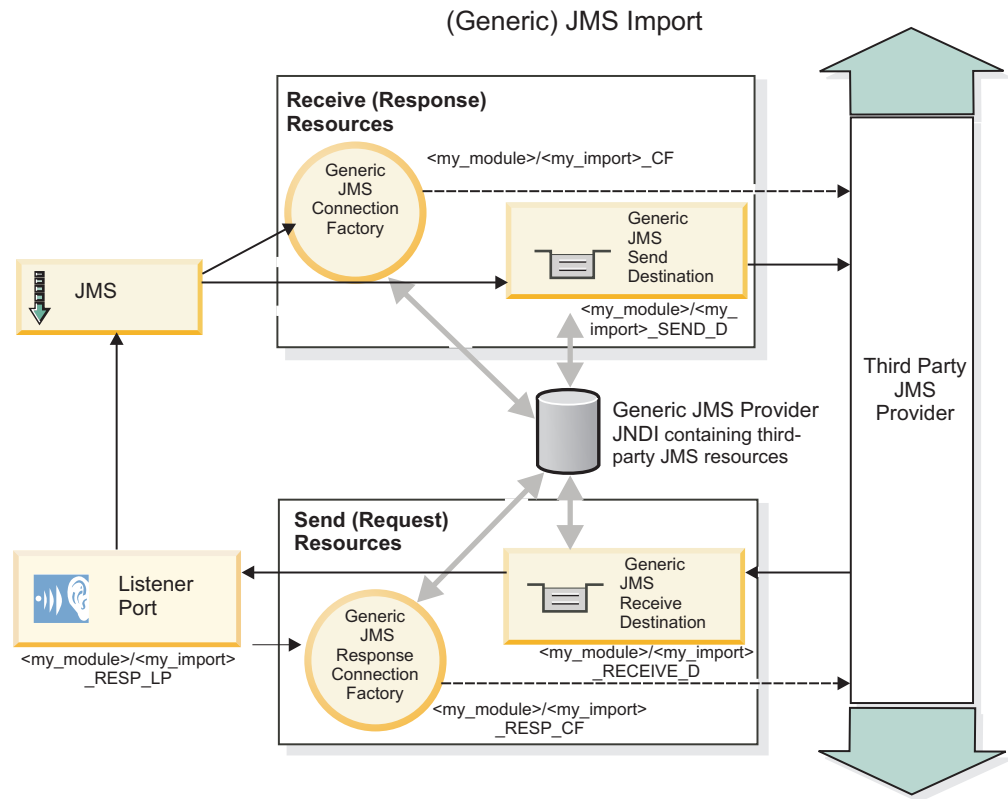 (Generic) JMS Import
Receive (Response)
Resources
Generic
JMS
Connection
Factory
<my_module>/<my_import>_CF
Generic
JMS
Send
Destination
<my_module>/<my_
import>_SEND_D
JMS
Third Party
JMS
Provider
Generic JMS Provider
JNDI containing third-
party JMS resources
Send (Request)
Resources
Listener
Port
<my_module>/<my_import>
_RESP_LP
Generic
JMS
Receive
Destination
<my_module>/<my_import>
_RECEIVE_D
Generic
JMS
Response
Connection
Factory
<my_module>/<my_import>
_RESP_CF